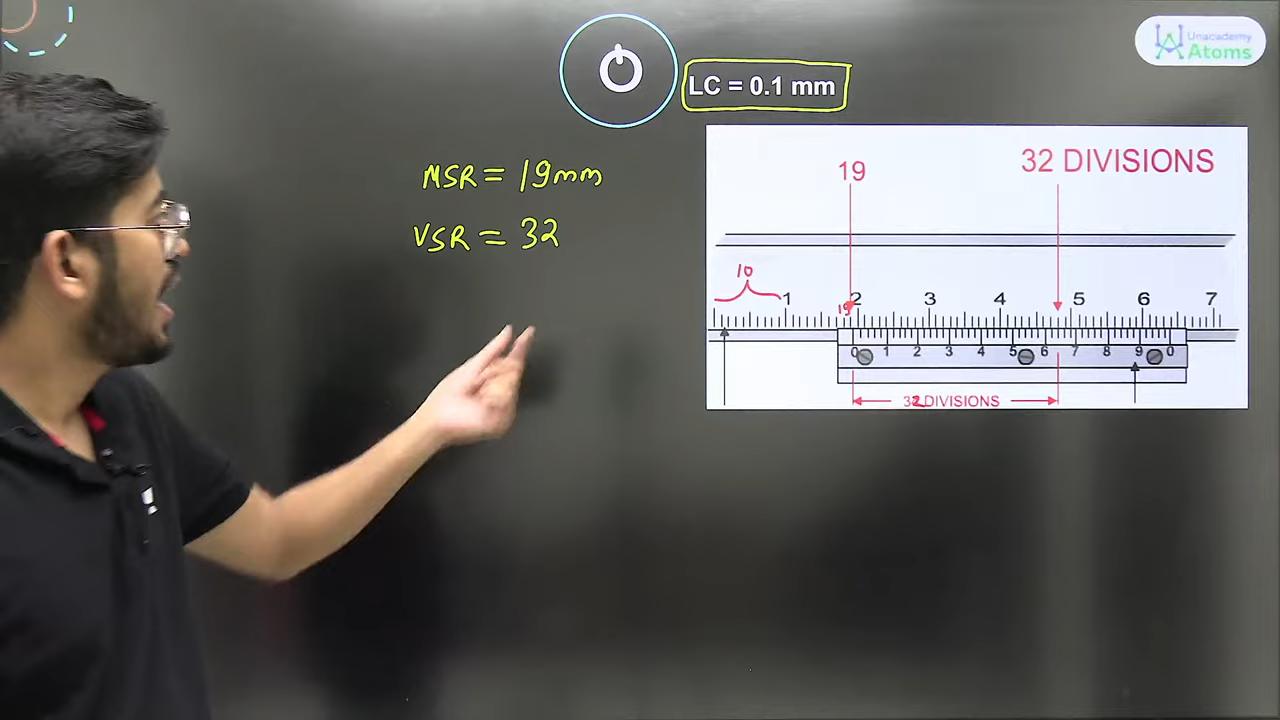 Unacademy
Atoms
LC = 0.1 mm
MSR = 19mm
VSR = 32
19
32 DIVISIONS
10
1 2 3 4 5 6 7
19
0 1 2 3 4 5 6 7 8 9 0
32 DIVISIONS